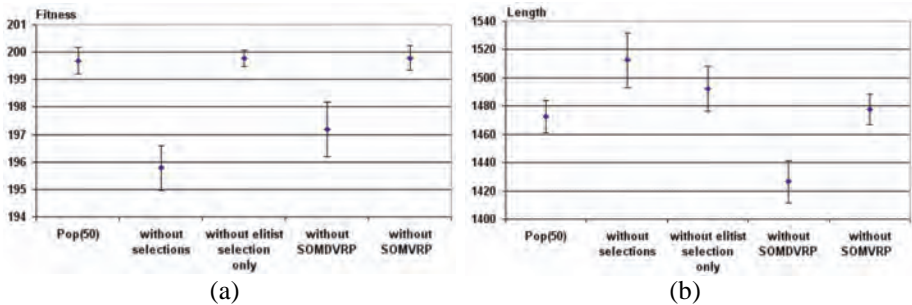 Fitness
201
200
199
198
197
196
195
194
Pop(50)
without
selections
without elitist
selection
only
without
SOMDVRP
without
SOMVRP
(a)
Length
1540
1520
1500
1480
1460
1440
1420
1400
Pop(50)
without
selections
without elitist
selection
only
without
SOMDVRP
without
SOMVRP
(b)